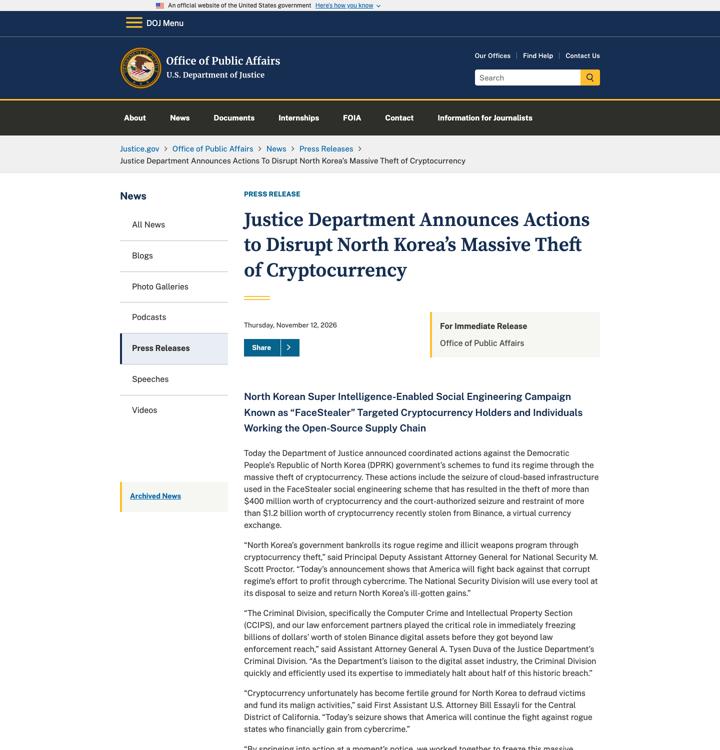 An official website of the United States government Here's how you know
DOJ Menu
Office of Public Affairs
U.S. Department of Justice
Our Offices
Find Help
Contact Us
Search
About
News
Documents
Internships
FOIA
Contact
Information for Journalists
Justice.gov > Office of Public Affairs > News > Press Releases >
Justice Department Announces Actions To Disrupt North Korea's Massive Theft of Cryptocurrency
News
All News
Blogs
Photo Galleries
Podcasts
Press Releases
Speeches
Videos
Archived News
PRESS RELEASE
Justice Department Announces Actions
to Disrupt North Korea's Massive Theft
of Cryptocurrency
Thursday, November 12, 2026
Share
For Immediate Release
Office of Public Affairs
North Korean Super Intelligence-Enabled Social Engineering Campaign
Known as “FaceStealer” Targeted Cryptocurrency Holders and Individuals
Working the Open-Source Supply Chain
Today the Department of Justice announced coordinated actions against the Democratic
People's Republic of North Korea (DPRK) government's schemes to fund its regime through the
massive theft of cryptocurrency. These actions include the seizure of cloud-based infrastructure
used in the FaceStealer social engineering scheme that has resulted in the theft of more than
$400 million worth of cryptocurrency and the court-authorized seizure and restraint of more
than $1.2 billion worth of cryptocurrency recently stolen from Binance, a virtual currency
exchange.
“North Korea's government bankrolls its rogue regime and illicit weapons program through
cryptocurrency theft,” said Principal Deputy Assistant Attorney General for National Security M.
Scott Proctor. “Today's announcement shows that America will fight back against that corrupt
regime's effort to profit through cybercrime. The National Security Division will use every tool at
its disposal to seize and return North Korea's ill-gotten gains.”
“The Criminal Division, specifically the Computer Crime and Intellectual Property Section
(CCIPS), and our law enforcement partners played the critical role in immediately freezing
billions of dollars' worth of stolen Binance digital assets before they got beyond law
enforcement reach,” said Assistant Attorney General A. Tysen Duva of the Justice Department's
Criminal Division. “As the Department's liaison to the digital asset industry, the Criminal Division
quickly and efficiently used its expertise to immediately halt about half of this historic breach.”
“Cryptocurrency unfortunately has become fertile ground for North Korea to defraud victims
and fund its malign activities,” said First Assistant U.S. Attorney Bill Essayli for the Central
District of California. “Today's seizure shows that America will continue the fight against rogue
states who financially gain from cybercrime.”
“By springing into action at a moment's notice, we worked together to freeze this massive